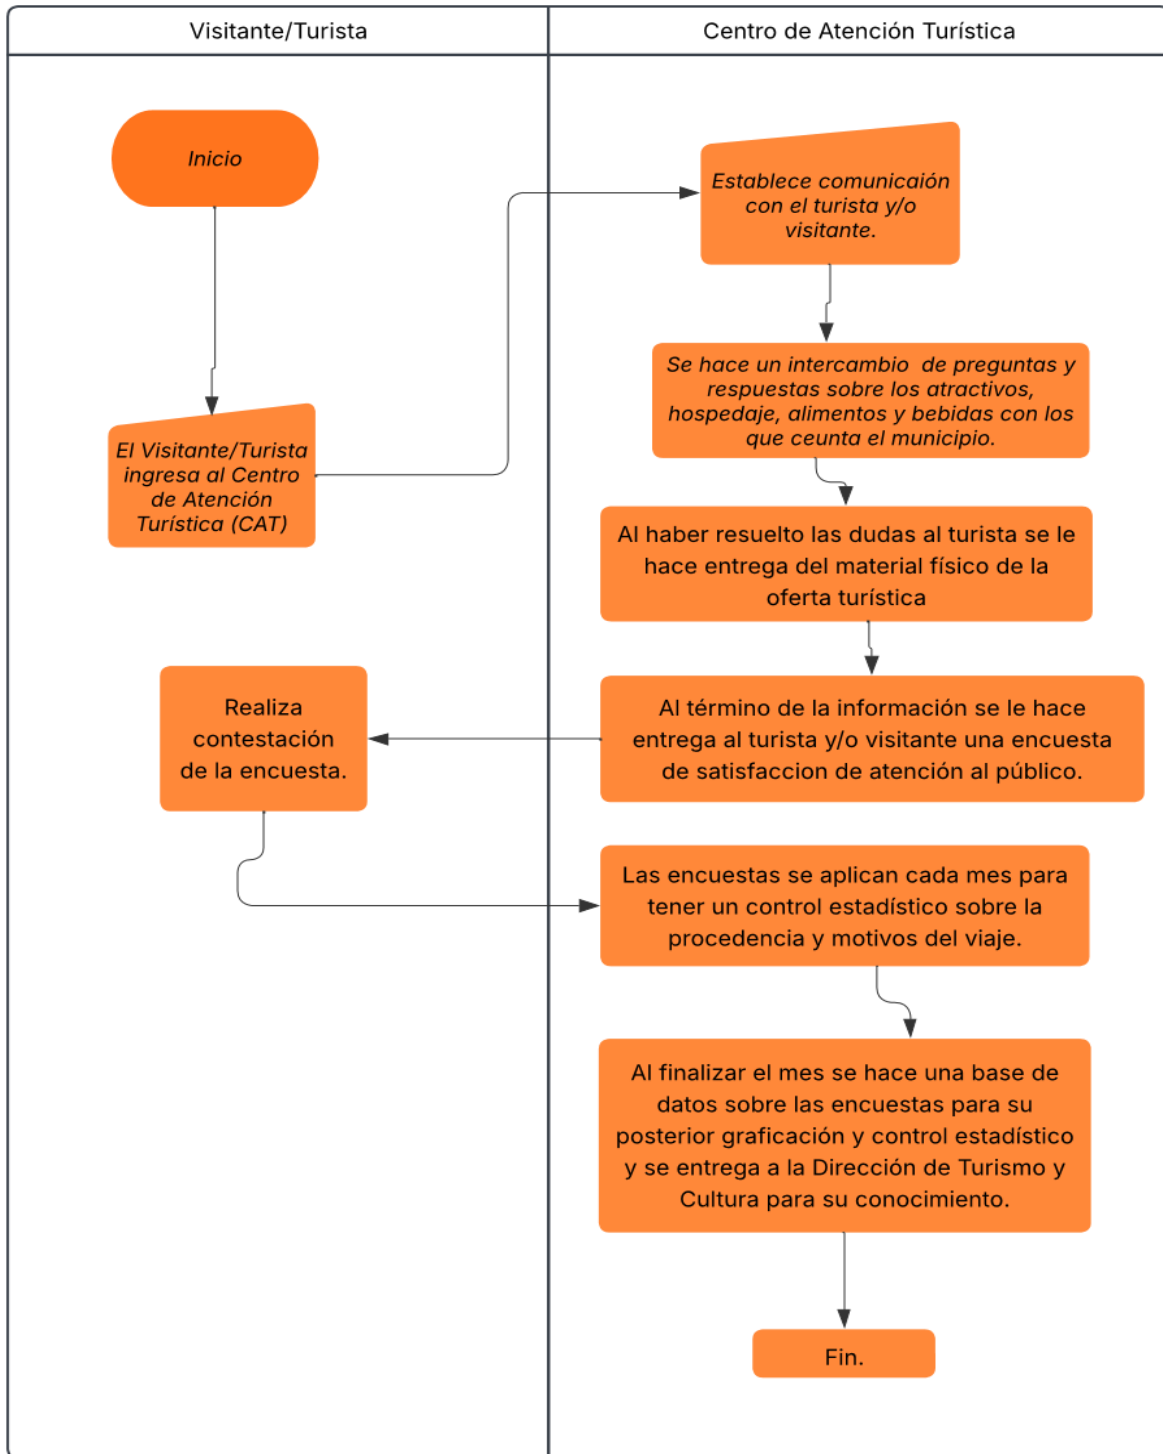 Visitante/Turista
Centro de Atención Turística
Inicio
El Visitante/Turista
ingresa al Centro
de Atención
Turística (CAT)
Establece comunicaión
con el turista y/o
visitante.
Se hace un intercambio  de preguntas y
respuestas sobre los atractivos,
hospedaje, alimentos y bebidas con los
que ceunta el municipio.
Al haber resuelto las dudas al turista se le
hace entrega del material físico de la
oferta turística
Al término de la información se le hace
entrega al turista y/o visitante una encuesta
de satisfaccion de atención al público.
Realiza
contestación
de la encuesta.
Las encuestas se aplican cada mes para
tener un control estadístico sobre la
procedencia y motivos del viaje.
Al finalizar el mes se hace una base de
datos sobre las encuestas para su
posterior graficación y control estadístico
y se entrega a la Dirección de Turismo y
Cultura para su conocimiento.
Fin.